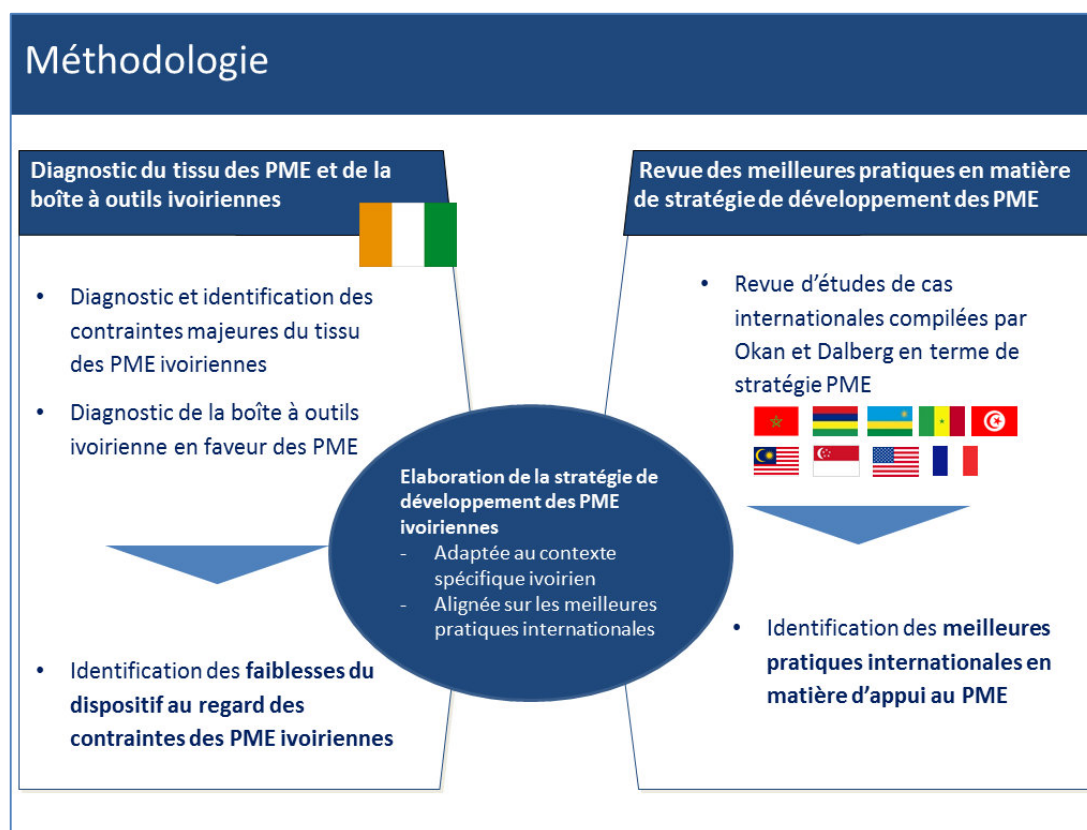 Méthodologie
Diagnostic du tissu des PME et de la
boîte à outils ivoiriennes
• Diagnostic et identification des
contraintes majeures du tissu
des PME ivoiriennes
• Diagnostic de la boîte à outils
ivoirienne en faveur des PME
• Identification des faiblesses du
dispositif au regard des
contraintes des PME ivoiriennes
Elaboration de la stratégie de
développement des PME
ivoiriennes
- Adaptée au contexte
spécifique ivoirien
- Alignée sur les meilleures
pratiques internationales
Revue des meilleures pratiques en matière
de stratégie de développement des PME
• Revue d’études de cas
internationales compilées par
Okan et Dalberg en terme de
stratégie PME
• Identification des meilleures
pratiques internationales en
matière d’appui au PME